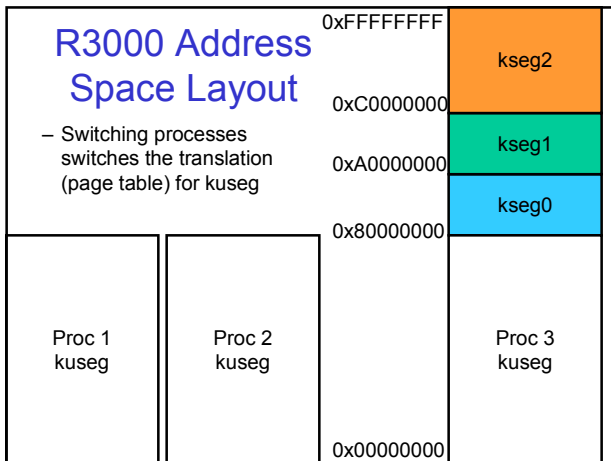 R3000 Address
Space Layout
– Switching processes
switches the translation
(page table) for kuseg
0xFFFFFFFF
kseg2
0xC0000000
kseg1
0xA0000000
kseg0
0x80000000
Proc 1
kuseg
Proc 2
kuseg
Proc 3
kuseg
0x00000000